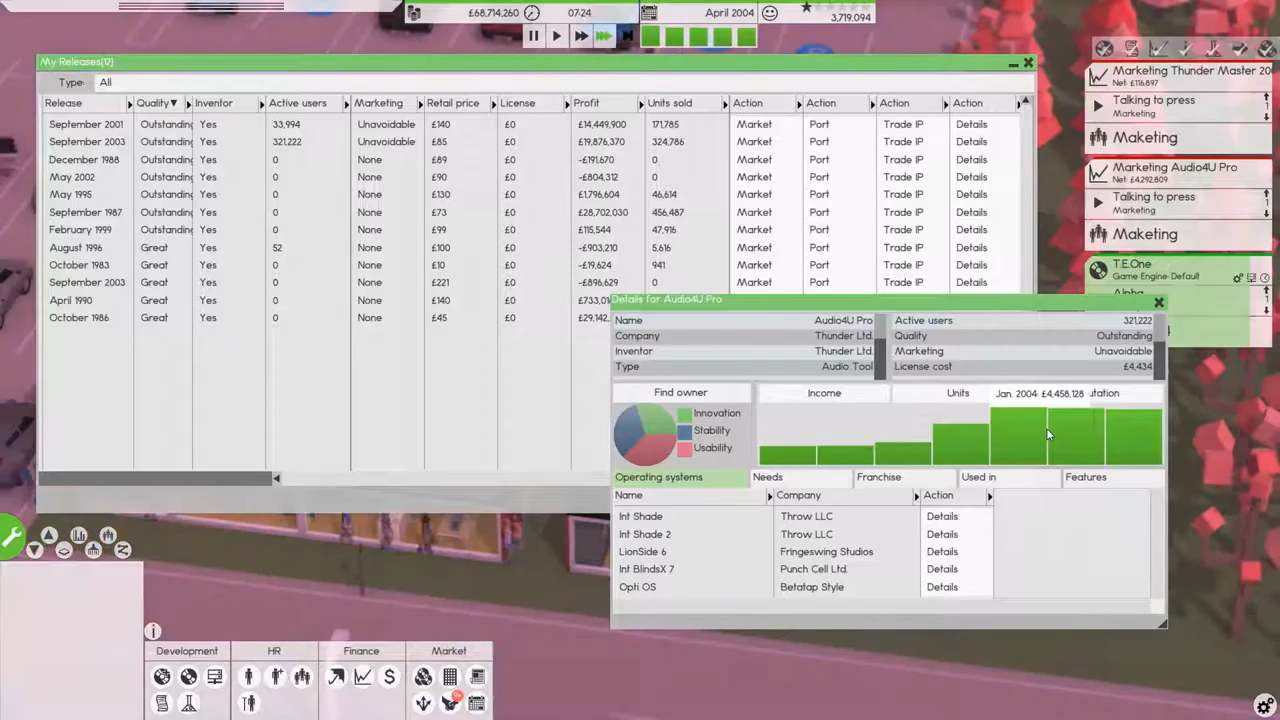 £68,714,260 07:24 April 2004 3,719,094
My Releases(12)
Type: All
Release Quality▼ Inventor Active users Marketing Retail price License Profit Units sold Action Action Action Action
September 2001 Outstanding Yes 33,994 Unavoidable £140 £0 £14,449,900 171,785 Market Port Trade IP Details
September 2003 Outstanding Yes 321,222 Unavoidable £85 £0 £19,876,370 324,786 Market Port Trade IP Details
December 1988 Outstanding Yes 0 None £89 £0 -£191,670 0 Market Port Trade IP Details
May 2002 Outstanding Yes 0 None £90 £0 -£804,312 0 Market Port Trade IP Details
May 1995 Outstanding Yes 0 None £0 £1,796,604 46,614 Market Port Trade IP Details
September 1987 Outstanding Yes 0 None £73 £0 £28,702,030 456,487 Market Port Trade IP Details
February 1999 Outstanding Yes 0 None £99 £0 £115,544 47,916 Market Port Trade IP Details
August 1996 Great Yes 52 None £100 £0 -£903,210 5,616 Market Port Trade IP Details
October 1983 Great Yes 0 None £10 £0 -£19,624 941 Market Port Trade IP Details
September 2003 Great Yes 0 None £221 £0 -£896,629 0 Market Port Trade IP Details
April 1990 Great Yes 0 None £140 £0 £733,01
October 1986 Great Yes 0 None £45 £0 £29,142,
Details for Audio4U Pro
Name Audio4U Pro Active users 321,222
Company Thunder Ltd. Quality Outstanding
Inventor Thunder Ltd. Marketing Unavoidable
Type Audio Tool License cost £4,434
Find owner Income Units Jan. 2004: £4,458,128 utation
Innovation
Stability
Usability
Operating systems Needs Franchise Used in Features
Name Company Action
Int Shade Throw LLC Details
Int Shade 2 Throw LLC Details
LionSide 6 Fringeswing Studios Details
Int BlindsX 7 Punch Cell Ltd. Details
Opti OS Betatap Style Details
Marketing Thunder Master 20
Net: £116,897
Talking to press 1
Marketing
Maketing
Marketing Audio4U Pro
Net: £4,292,809
Talking to press 1
Marketing
Maketing
T.E.One
Game Engine: Default
Alpha
Development HR Finance Market
9+